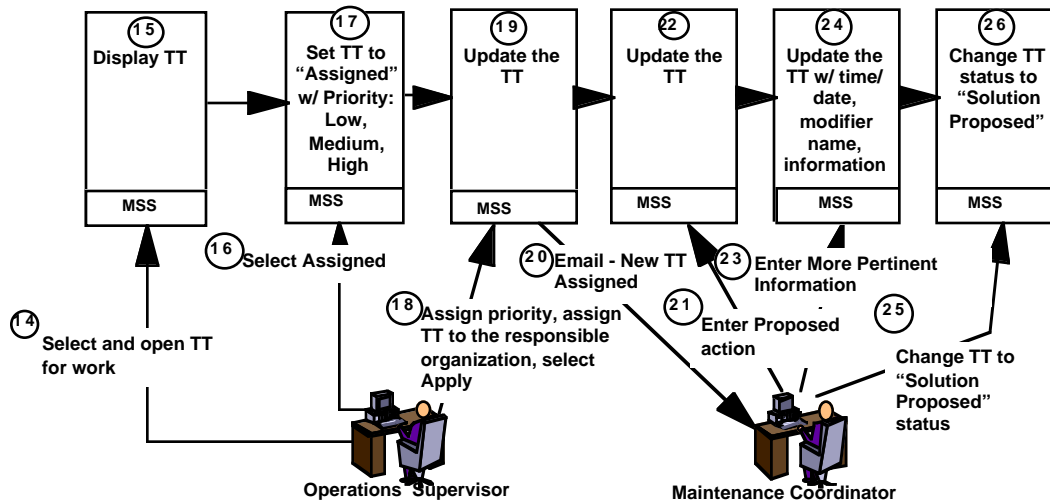 15
Display TT
MSS
17
Set TT to
“Assigned”
w/ Priority:
Low,
Medium,
High
MSS
19
Update the
TT
MSS
22
Update the
TT
MSS
24
Update the
TT w/ time/
date,
modifier
name,
information
MSS
26
Change TT
status to
“Solution
Proposed”
MSS
14
Select and open TT
for work
16
Select Assigned
18
Assign priority, assign
TT to the responsible
organization, select
Apply
20
Email - New TT
Assigned
21
Enter Proposed
action
23
Enter More Pertinent
Information
25
Change TT to
“Solution
Proposed”
status
Operations Supervisor
Maintenance Coordinator